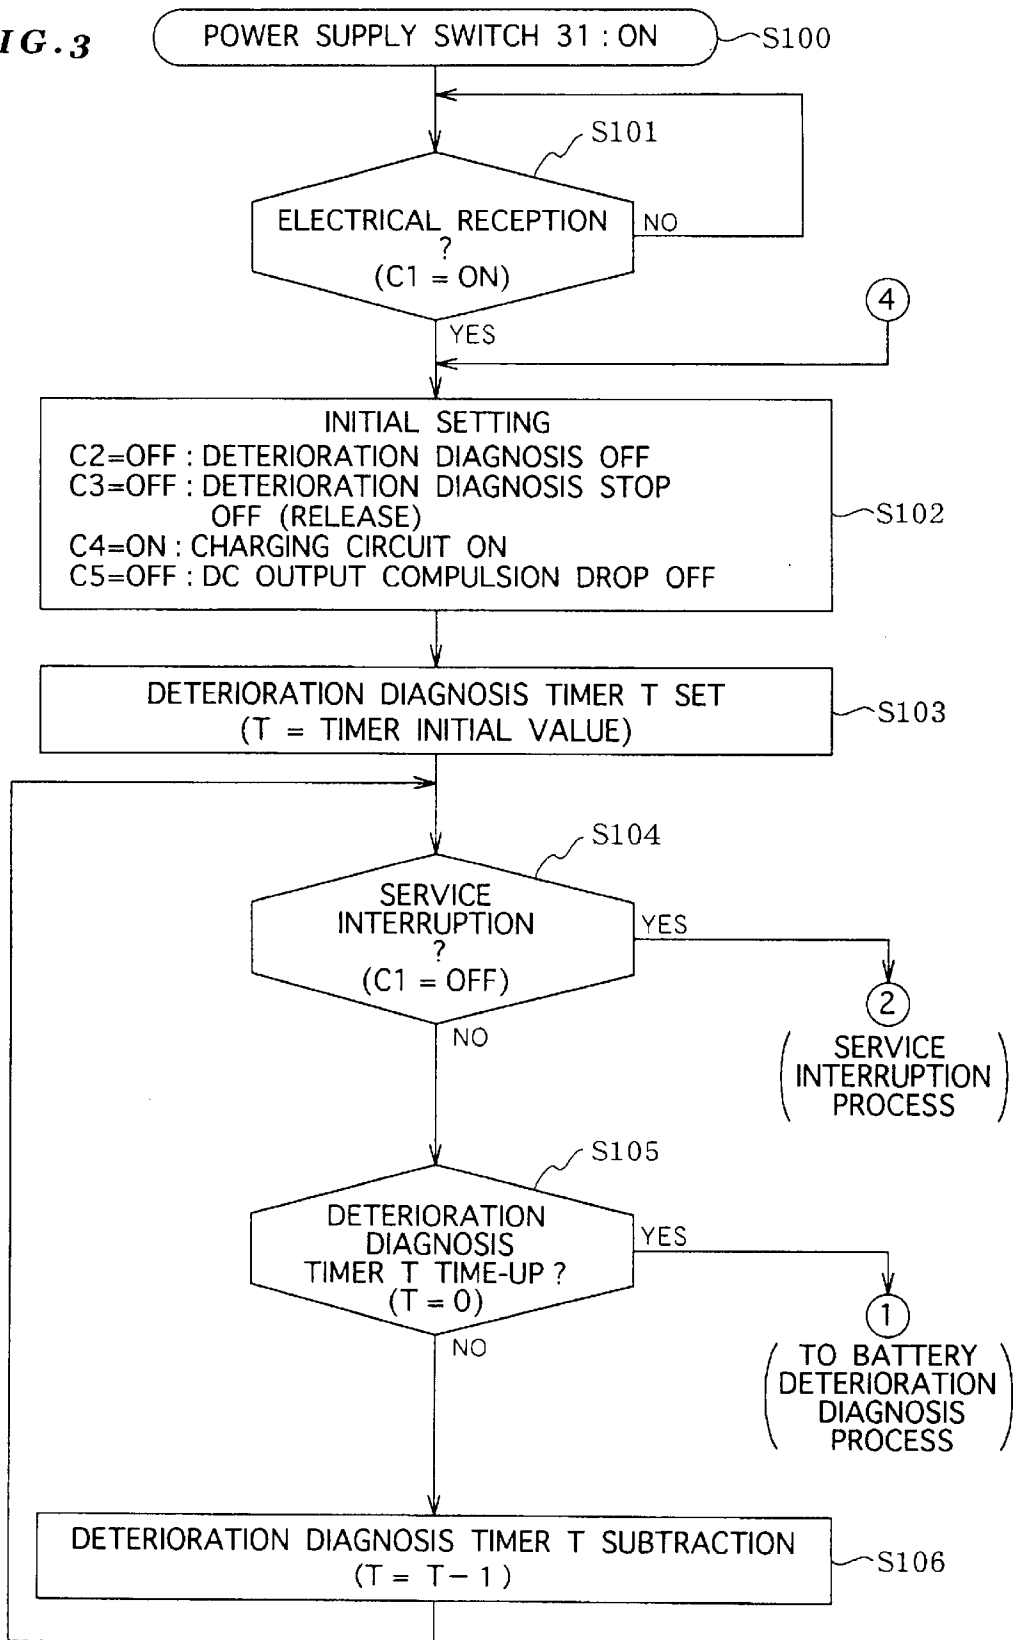 IG.3
POWER SUPPLY SWITCH 31 : ON
S100
S101
ELECTRICAL RECEPTION
?
(C1 = ON)
NO
YES
4
INITIAL SETTING
C2=OFF : DETERIORATION DIAGNOSIS OFF
C3=OFF : DETERIORATION DIAGNOSIS STOP
OFF (RELEASE)
C4=ON : CHARGING CIRCUIT ON
C5=OFF : DC OUTPUT COMPULSION DROP OFF
S102
DETERIORATION DIAGNOSIS TIMER T SET
(T = TIMER INITIAL VALUE)
S103
S104
SERVICE
INTERRUPTION
?
(C1 = OFF)
YES
NO
2
(SERVICE
INTERRUPTION
PROCESS)
S105
DETERIORATION
DIAGNOSIS
TIMER T TIME-UP ?
(T = 0)
YES
NO
1
(TO BATTERY
DETERIORATION
DIAGNOSIS
PROCESS)
DETERIORATION DIAGNOSIS TIMER T SUBTRACTION
(T = T - 1)
S106